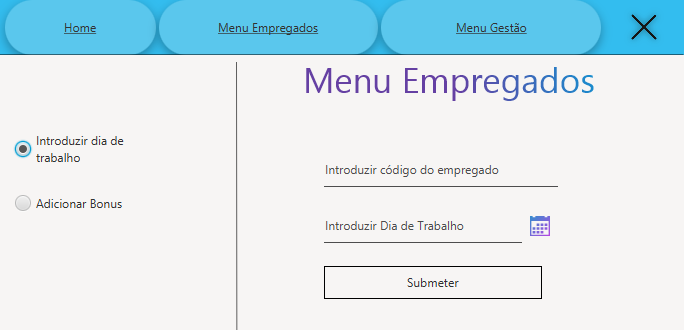 Home
Menu Empregados
Menu Gestão
Menu Empregados
Introduzir dia de
trabalho
Adicionar Bonus
Introduzir código do empregado
Introduzir Dia de Trabalho
Submeter